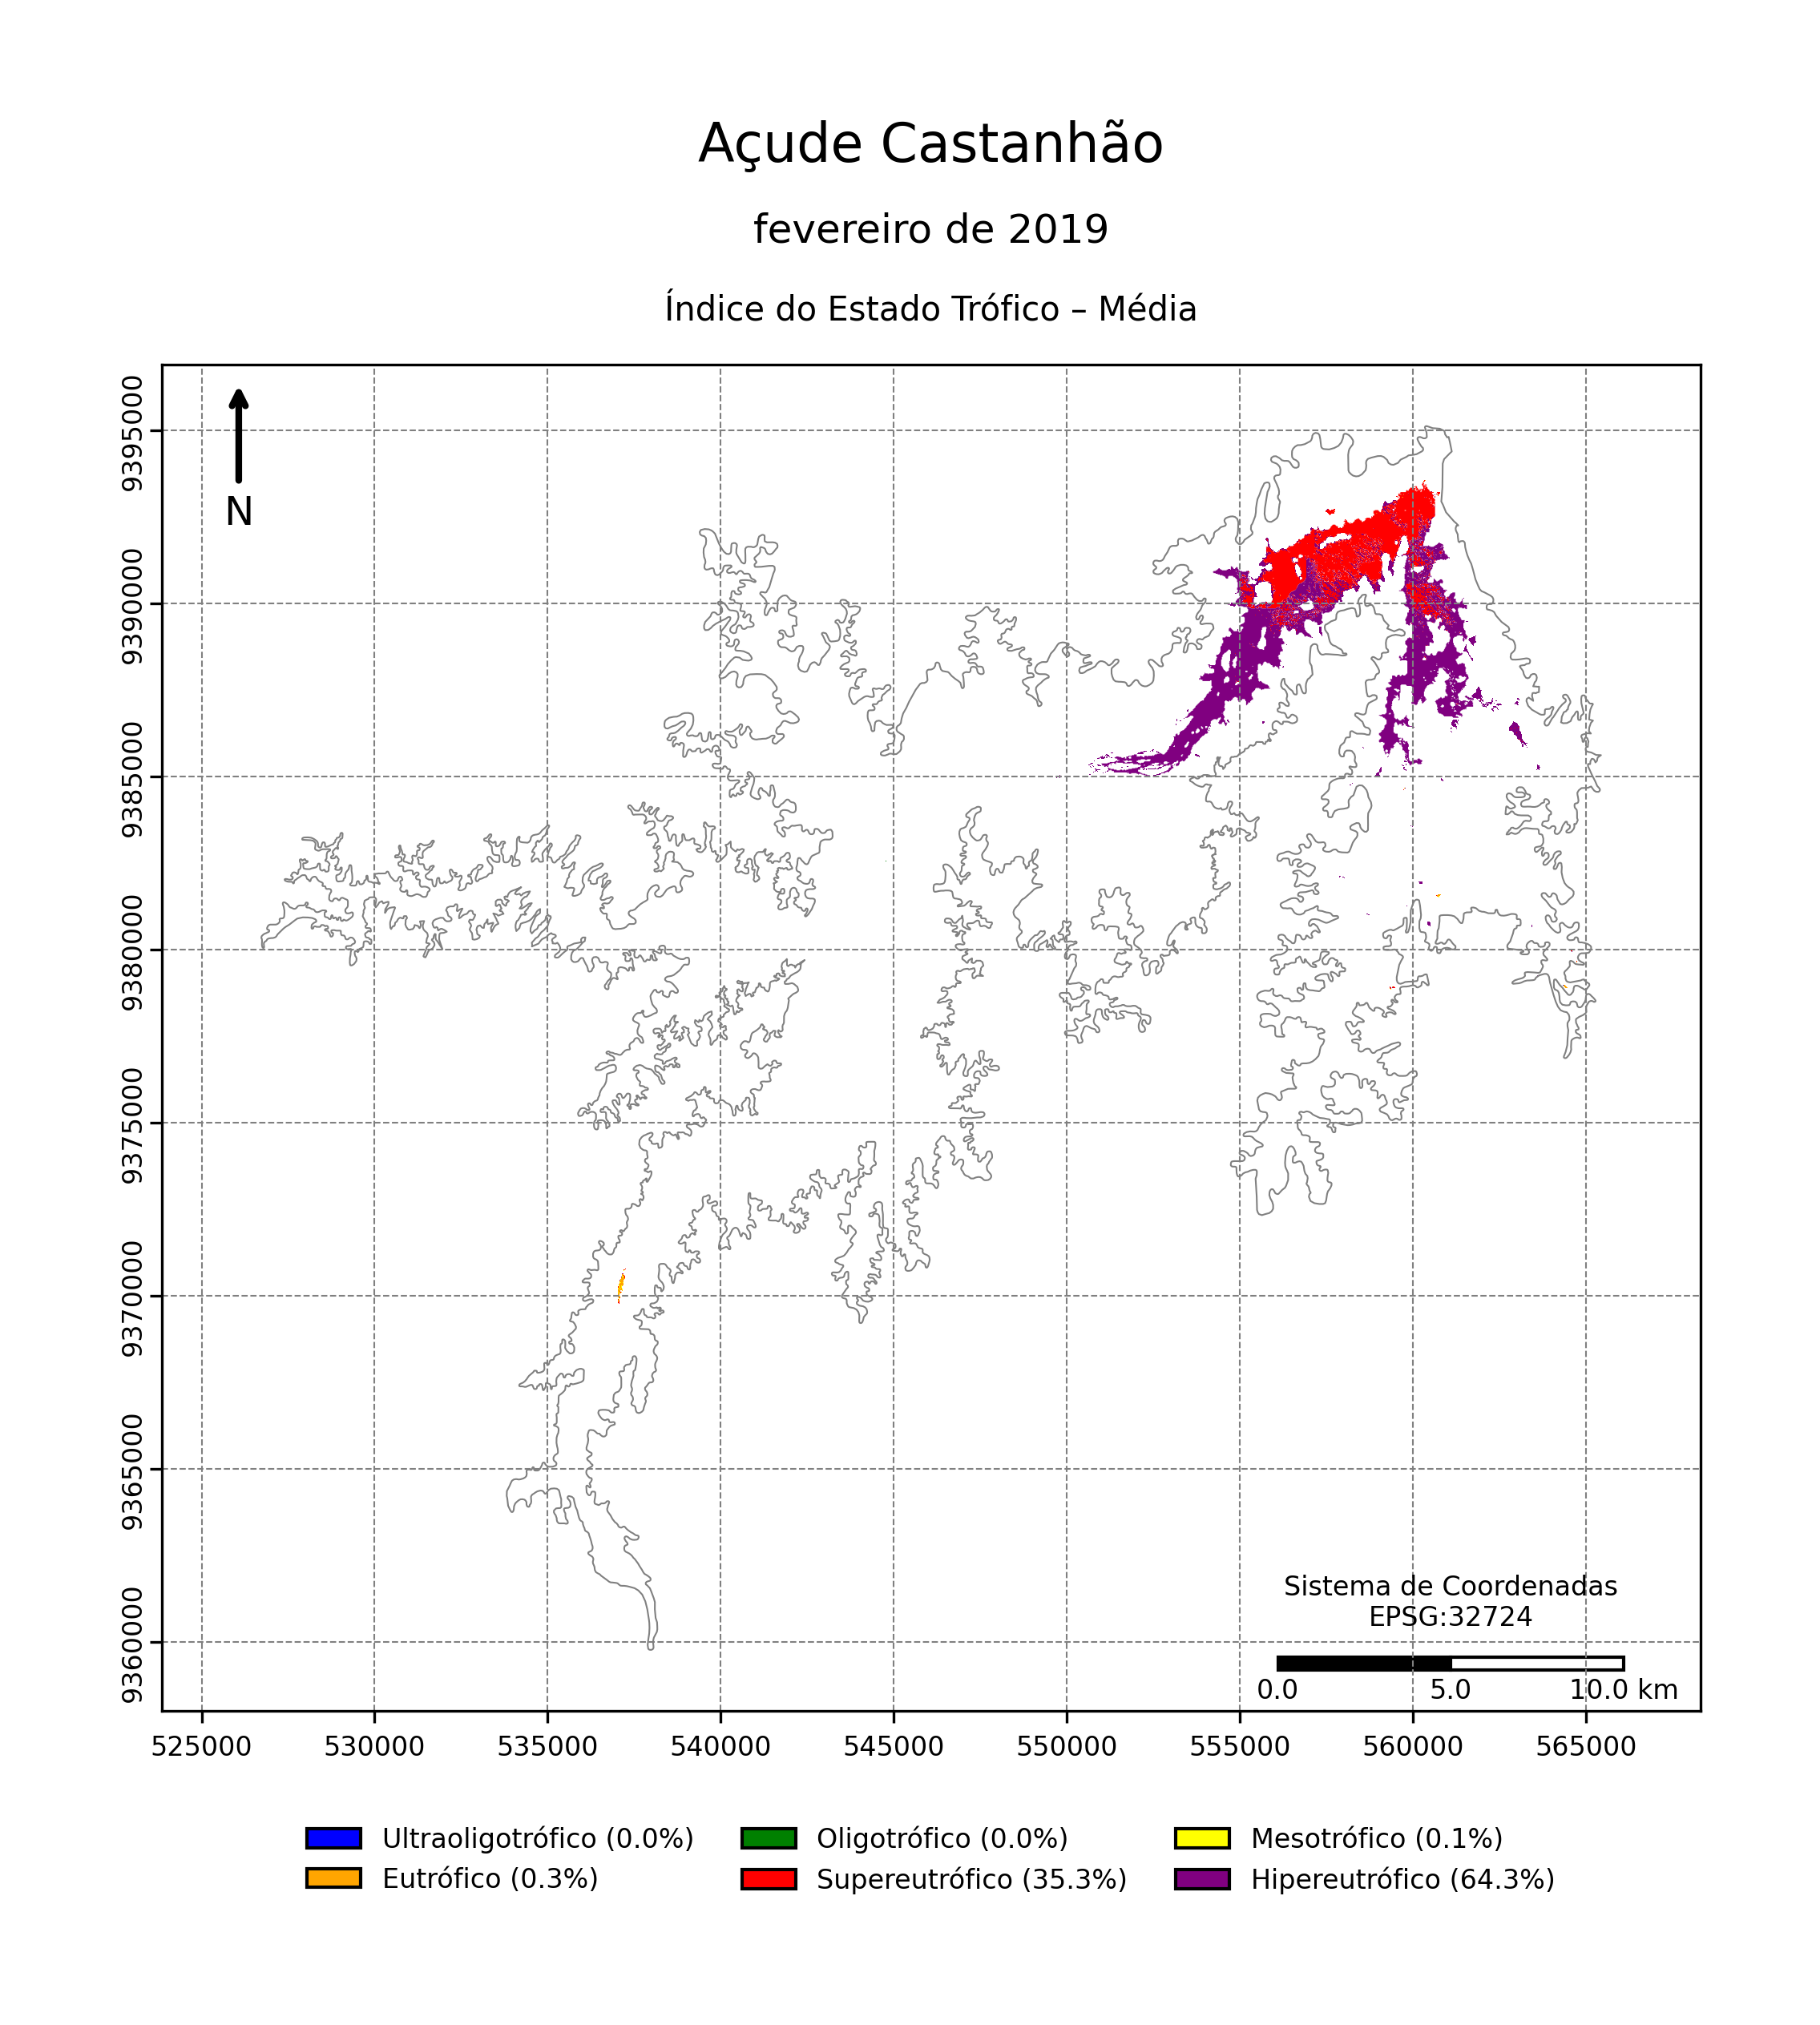 Açude Castanhão
fevereiro de 2019
Índice do Estado Trófico – Média
N
9395000
9390000
9385000
9380000
9375000
9370000
9365000
9360000
Sistema de Coordenadas
EPSG:32724
0.0 5.0 10.0 km
525000 530000 535000 540000 545000 550000 555000 560000 565000
Ultraoligotrófico (0.0%) Oligotrófico (0.0%) Mesotrófico (0.1%)
Eutrófico (0.3%) Supereutrófico (35.3%) Hipereutrófico (64.3%)